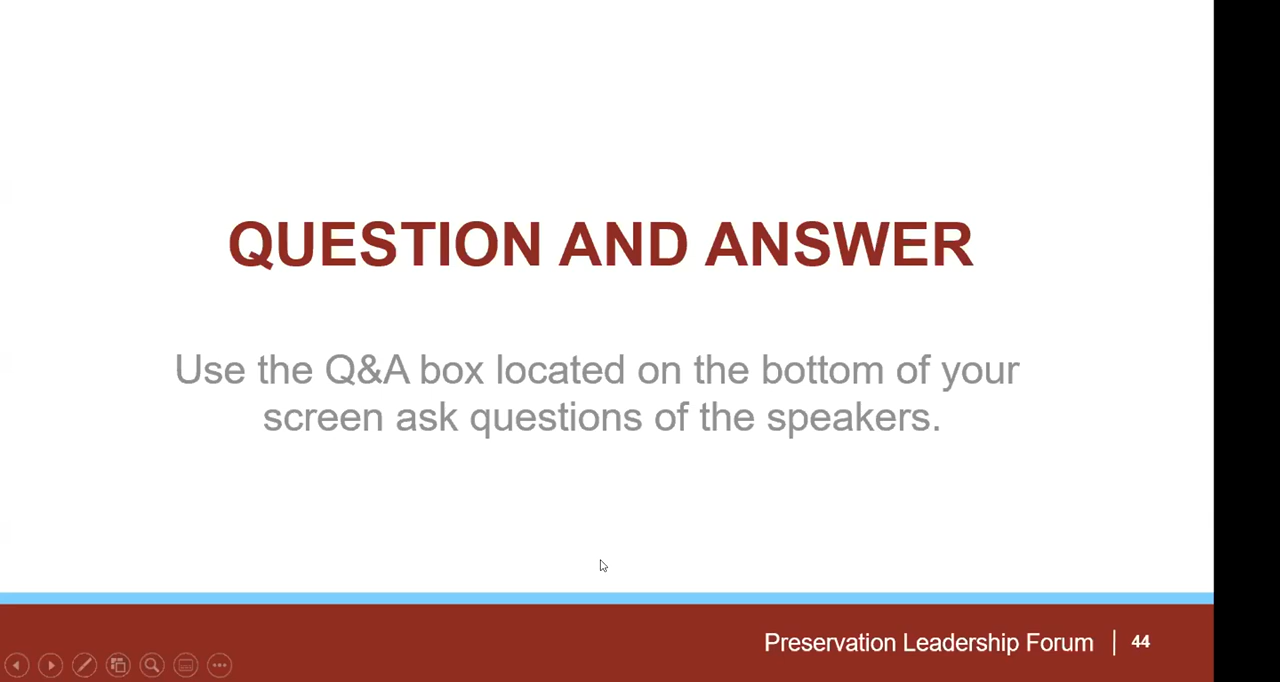 QUESTION AND ANSWER
Use the Q&A box located on the bottom of your
screen ask questions of the speakers.
Preservation Leadership Forum | 44